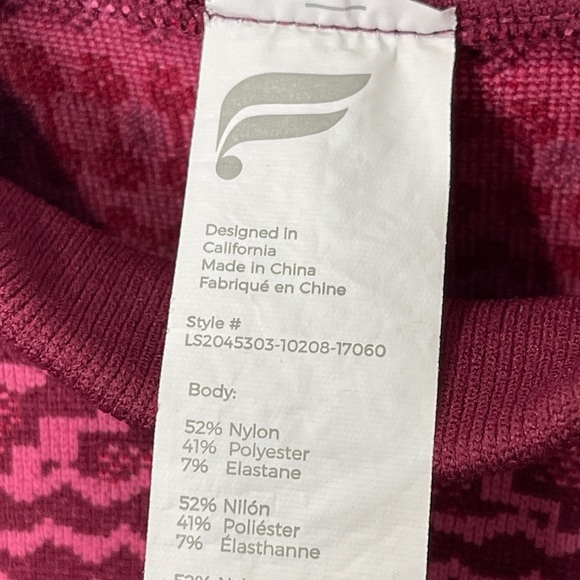 Designed in
California
Made in China
Fabriqué en Chine
Style #
LS2045303-10208-17060
Body:
52% Nylon
41% Polyester
7% Elastane
52% Nilón
41% Poliéster
7% Élasthanne